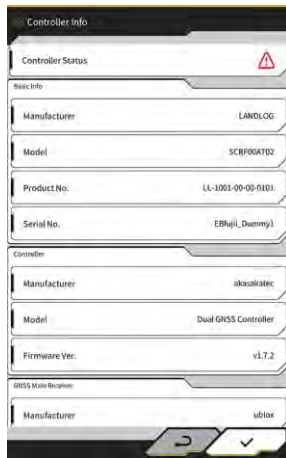 Controller Info
Controller Status
Basic Info
Manufacturer LANDLOG
Model SCRF00AT02
Product No. LL-1001-00-00-0101
Serial No. EBfujii_Dummy1
Controller
Manufacturer akasakatec
Model Dual GNSS Controller
Firmware Ver. v1.7.2
GNSS Main Receiver
Manufacturer ublox